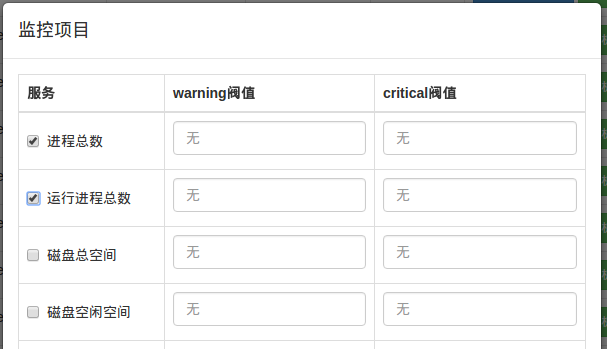 监控项目
服务 warning阀值 critical阀值
进程总数 无 无
运行进程总数 无 无
磁盘总空间 无 无
磁盘空闲空间 无 无